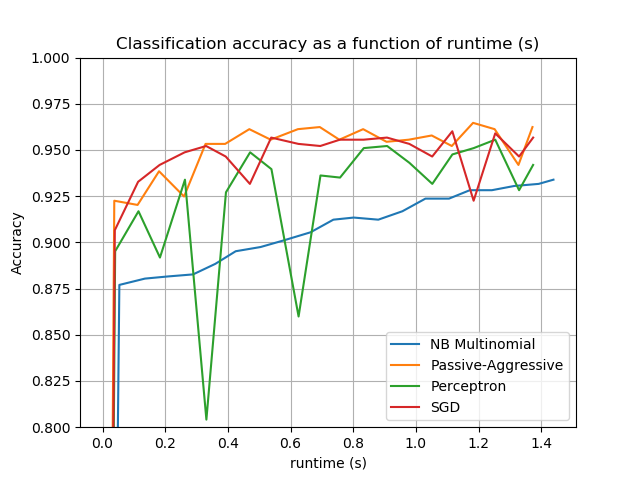 Classification accuracy as a function of runtime (s)
1.000
0.975
0.950
0.925
0.900
0.875
0.850
0.825
0.800
Accuracy
NB Multinomial
Passive-Aggressive
Perceptron
SGD
0.0 0.2 0.4 0.6 0.8 1.0 1.2 1.4
runtime (s)